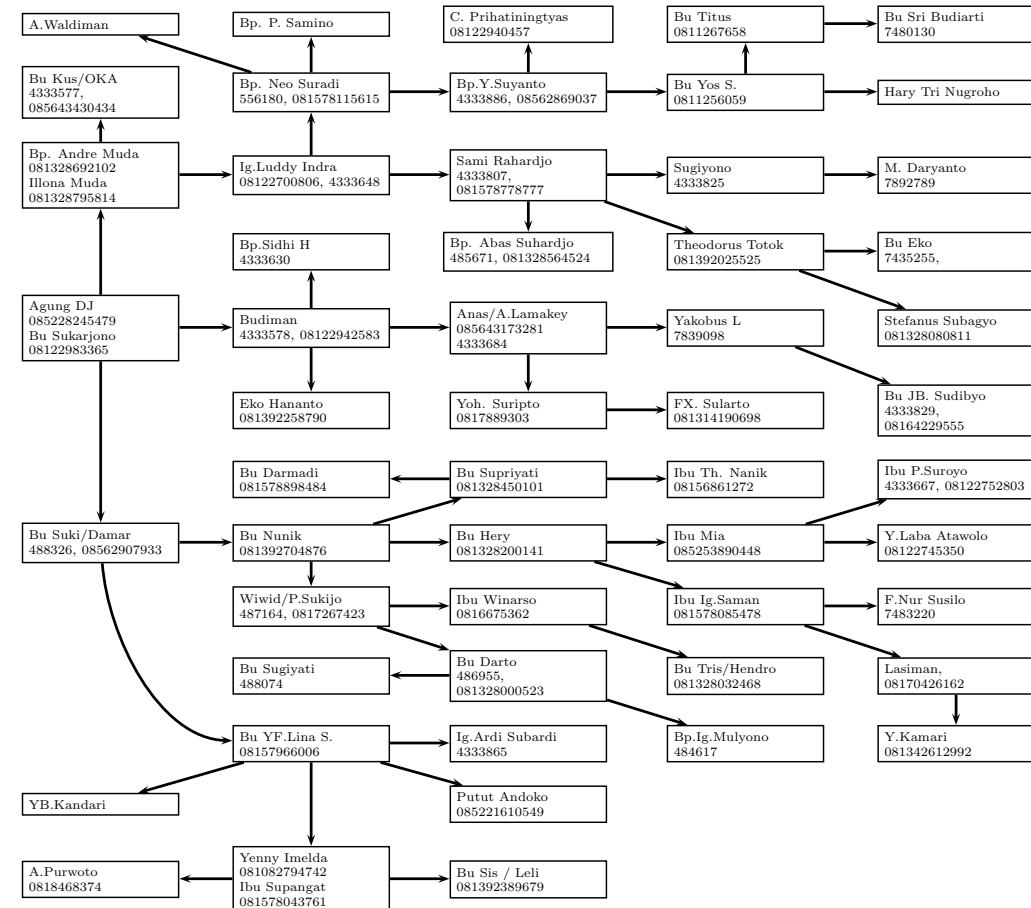 A.Waldiman
Bp. P. Samino
C. Prihatiningtyas
08122940457
Bu Titus
0811267658
Bu Sri Budiarti
7480130
Bu Kus/OKA
4333577,
085643430434
Bp. Neo Suradi
556180, 081578115615
Bp.Y.Suyanto
4333886, 08562869037
Bu Yos S.
0811256059
Hary Tri Nugroho
Bp. Andre Muda
081328692102
Illona Muda
081328795814
Ig.Luddy Indra
08122700806, 4333648
Sami Rahardjo
4333807,
081578778777
Sugiyono
4333825
M. Daryanto
7892789
Bp.Sidhi H
4333630
Bp. Abas Suhardjo
485671, 081328564524
Theodorus Totok
081392025525
Bu Eko
7435255,
Agung DJ
085228245479
Bu Sukarjono
08122983365
Budiman
4333578, 08122942583
Anas/A.Lamakey
085643173281
4333684
Yakobus L
7839098
Stefanus Subagyo
081328080811
Eko Hananto
081392258790
Yoh. Suripto
0817889303
FX. Sularto
081314190698
Bu JB. Sudibyo
4333829,
08164229555
Bu Darmadi
081578898484
Bu Supriyati
081328450101
Ibu Th. Nanik
08156861272
Ibu P.Suroyo
4333667, 08122752803
Bu Suki/Damar
488326, 08562907933
Bu Nunik
081392704876
Bu Hery
081328200141
Ibu Mia
085253890448
Y.Laba Atawolo
08122745350
Wiwid/P.Sukijo
487164, 0817267423
Ibu Winarso
0816675362
Ibu Ig.Saman
081578085478
F.Nur Susilo
7483220
Bu Sugiyati
488074
Bu Darto
486955,
081328000523
Bu Tris/Hendro
081328032468
Lasiman,
08170426162
Bu YF.Lina S.
08157966006
Ig.Ardi Subardi
4333865
Bp.Ig.Mulyono
484617
Y.Kamari
081342612992
YB.Kandari
Putut Andoko
085221610549
A.Purwoto
0818468374
Yenny Imelda
081082794742
Ibu Supangat
081578043761
Bu Sis / Leli
081392389679